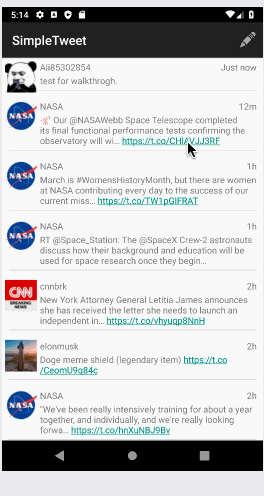 5:14
SimpleTweet
Ali85302854 Just now
test for walkthrogh.
NASA 12m
🔭 Our @NASAWebb Space Telescope completed
its final functional performance tests confirming the
observatory will wi... https://t.co/CHlAVJJ3RF
NASA 1h
March is #WomensHistoryMonth, but there are women
at NASA contributing every day to the success of our
current miss... https://t.co/TW1pGIFRAT
NASA 1h
RT @Space_Station: The @SpaceX Crew-2 astronauts
discuss how their background and education will be
used for space research once they begin...
CNN
BREAKING NEWS
cnnbrk 2h
New York Attorney General Letitia James announces
she has received the letter she needs to launch an
independent in... https://t.co/vhyuqp8NnH
elonmusk 2h
Doge meme shield (legendary item) https://t.co
/CeomU9q84c
NASA 2h
"We've been really intensively training for about a year
together, and individually, and we're really looking
forwa... https://t.co/hnXuNBJ9Bv